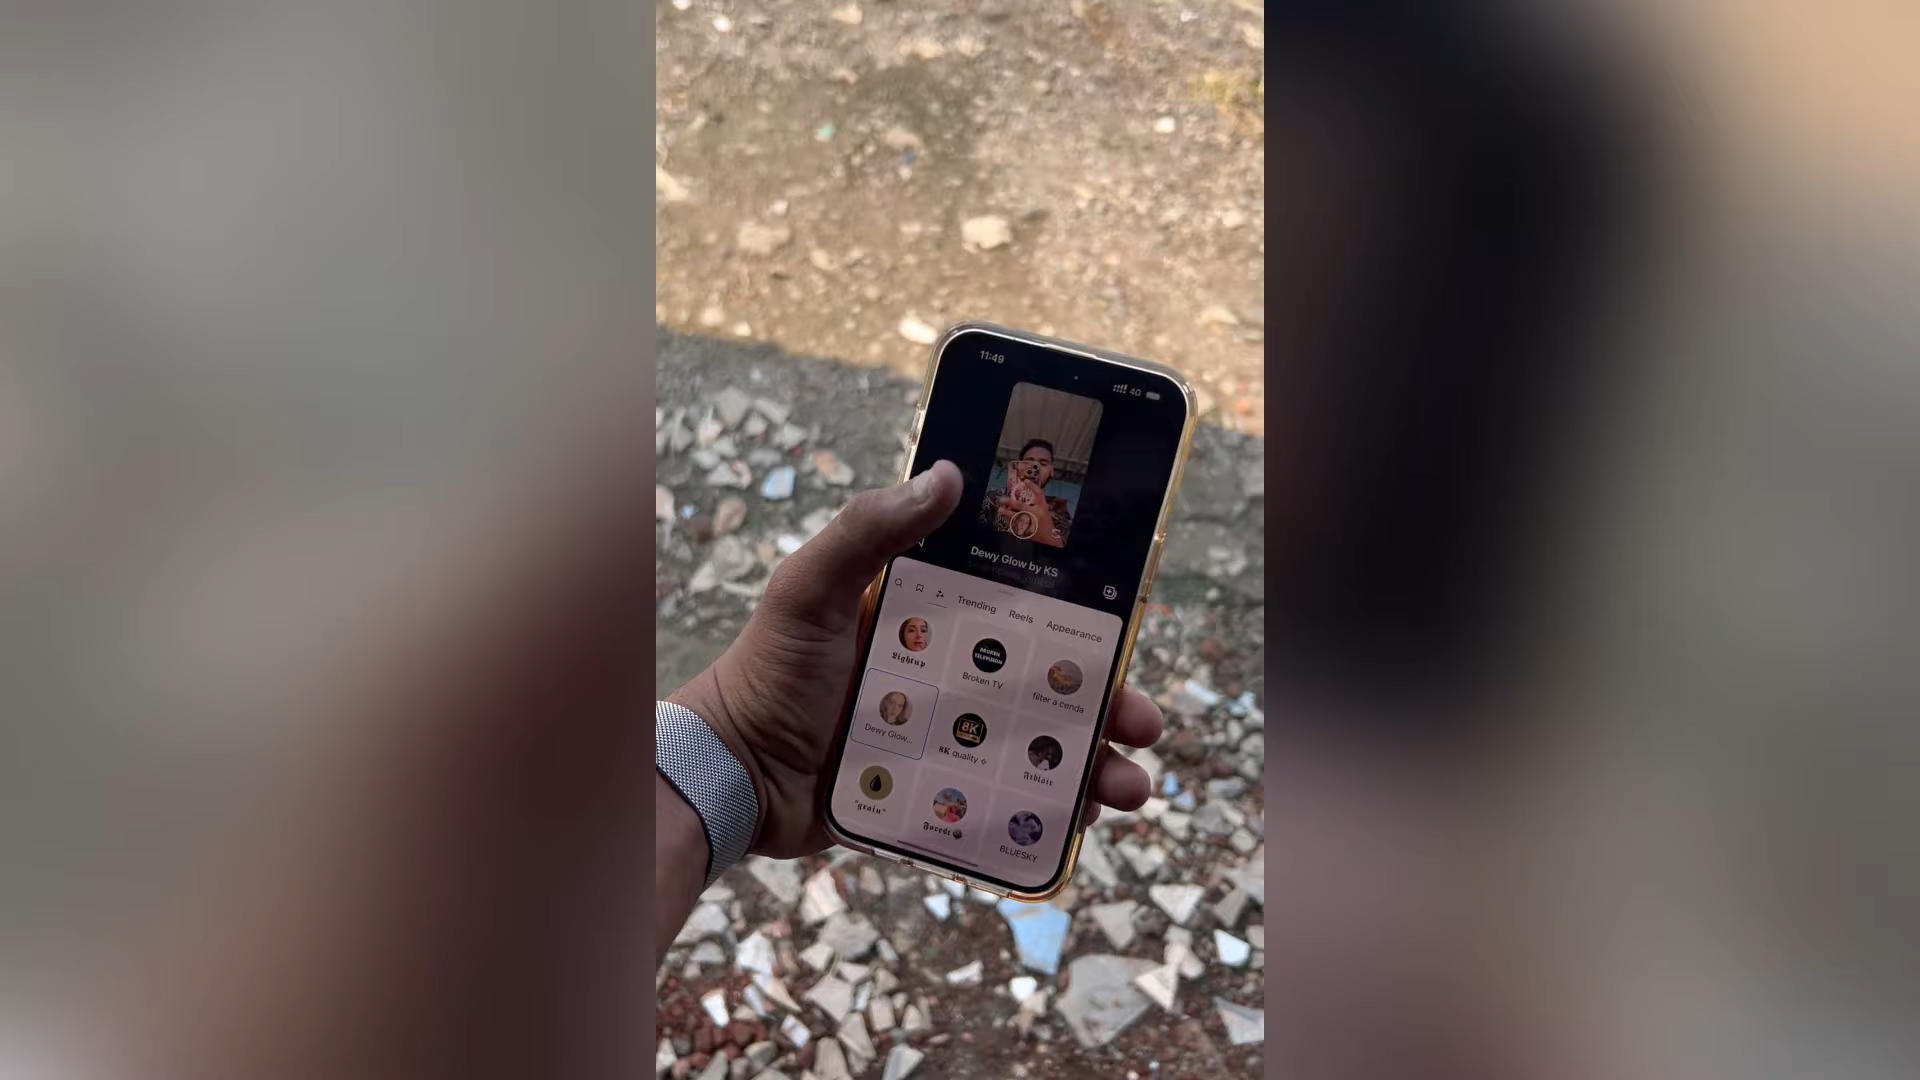 11:49
4G
Dewy Glow by KS
Trending Reels Appearance
Lightup
BROKEN
TELEVISION
Broken TV
filter a cenda
Dewy Glow...
8K
8K quality
"grain"
BLUESKY